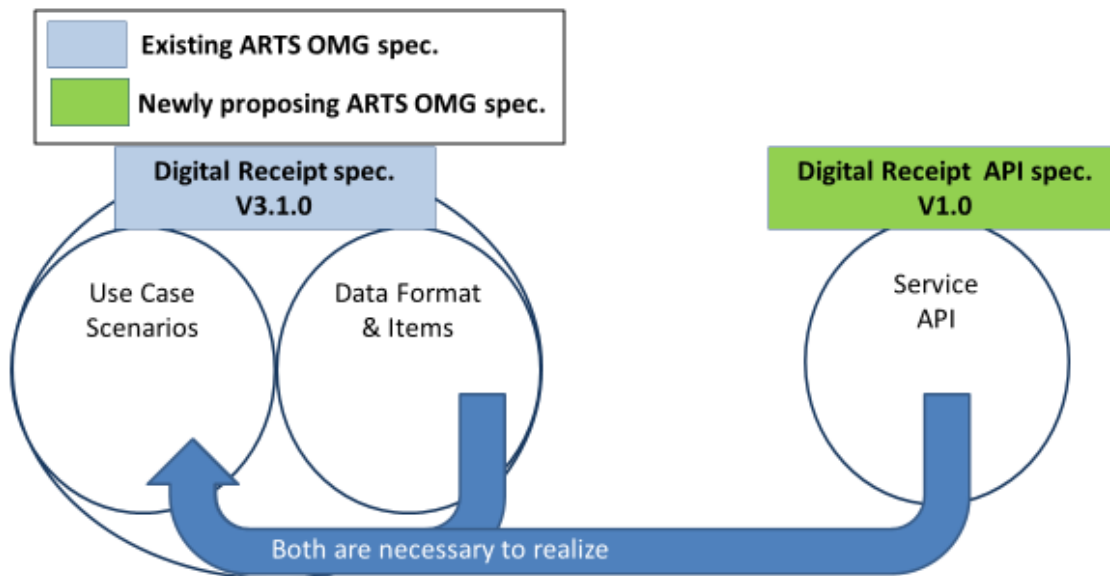 Existing ARTS OMG spec.
Newly proposing ARTS OMG spec.
Digital Receipt spec.
V3.1.0
Digital Receipt API spec.
V1.0
Use Case
Scenarios
Data Format
& Items
Service
API
Both are necessary to realize